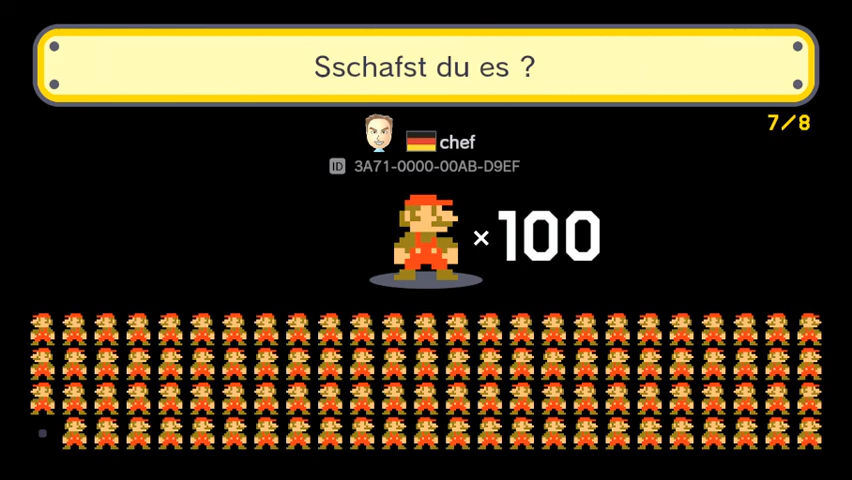 Sschafst du es ?
7/8
chef
ID 3A71-0000-00AB-D9EF
×100